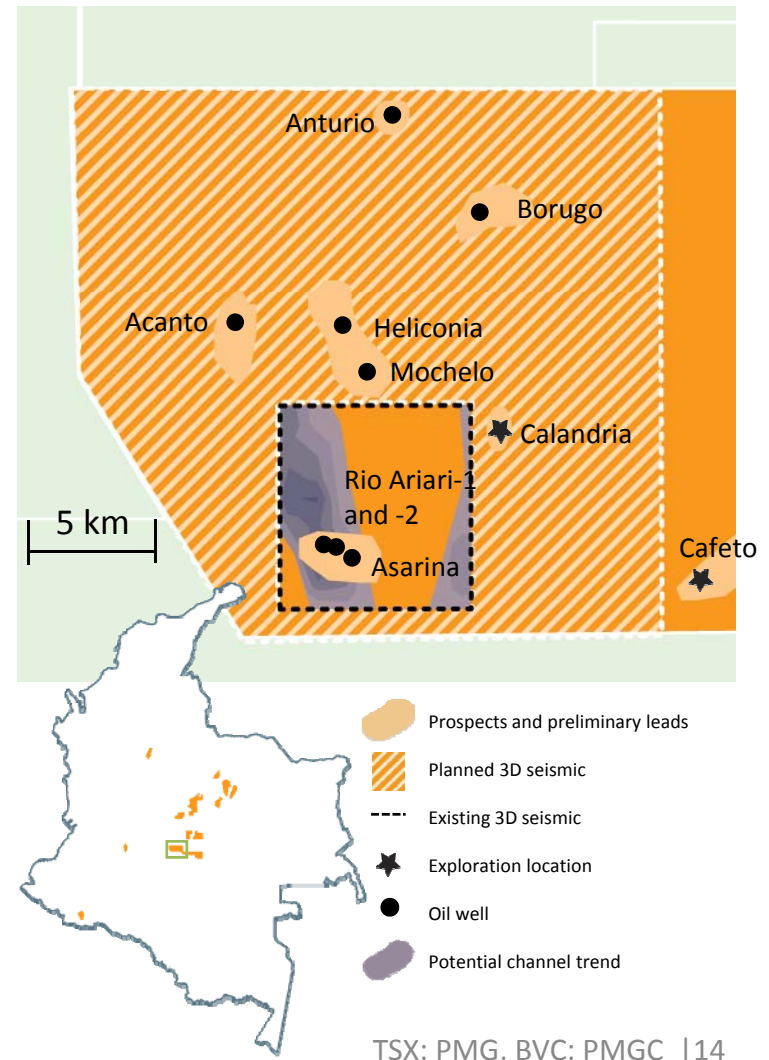 Anturio
Borugo
Acanto
Heliconia
Mochelo
Calandria
Rio Ariari-1
and -2
5 km
Cafeto
Asarina
Prospects and preliminary leads
Planned 3D seismic
Existing 3D seismic
Exploration location
Oil well
Potential channel trend
TSX: PMG, BVC: PMGC |14